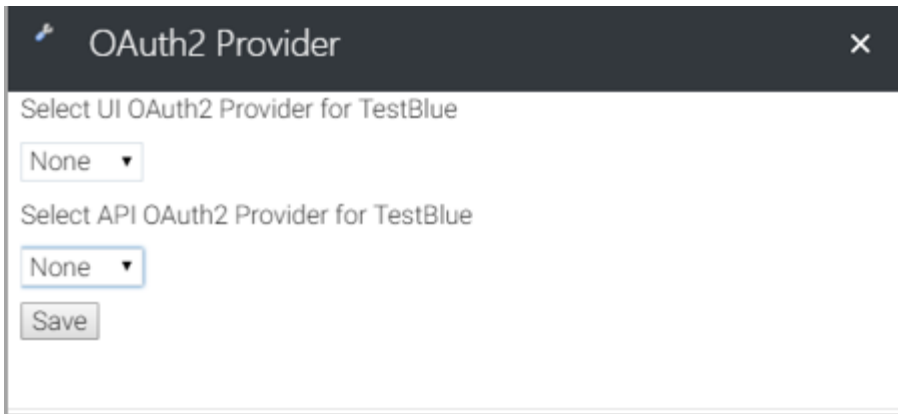 OAuth2 Provider
Select UI OAuth2 Provider for TestBlue
None
Select API OAuth2 Provider for TestBlue
None
Save